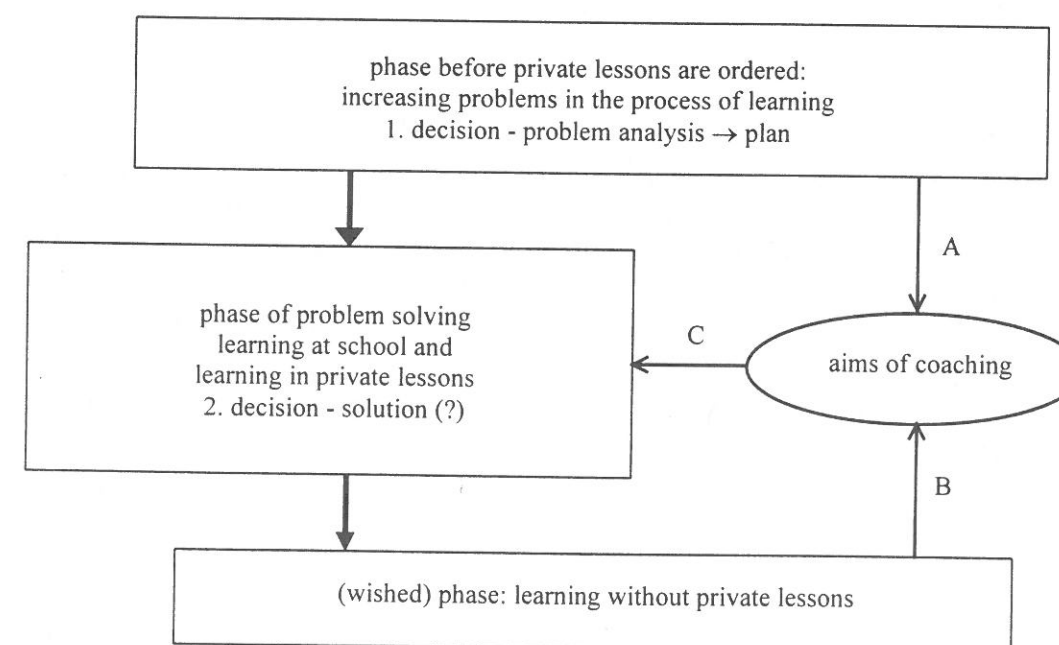 phase before private lessons are ordered:
increasing problems in the process of learning
1. decision - problem analysis → plan
A
phase of problem solving
learning at school and
learning in private lessons
2. decision - solution (?)
C
aims of coaching
B
(wished) phase: learning without private lessons